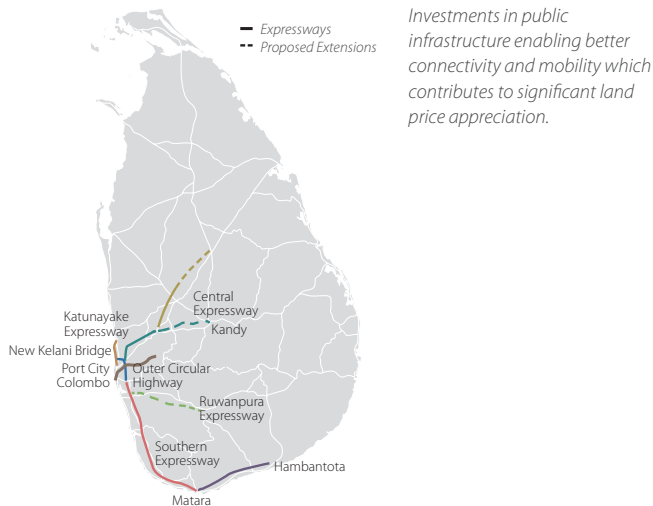 Expressways
Proposed Extensions
Investments in public
infrastructure enabling better
connectivity and mobility which
contributes to significant land
price appreciation.
Central
Expressway
Kandy
Katunayake
Expressway
New Kelani Bridge
Port City
Colombo
Outer Circular
Highway
Ruwanpura
Expressway
Southern
Expressway
Hambantota
Matara